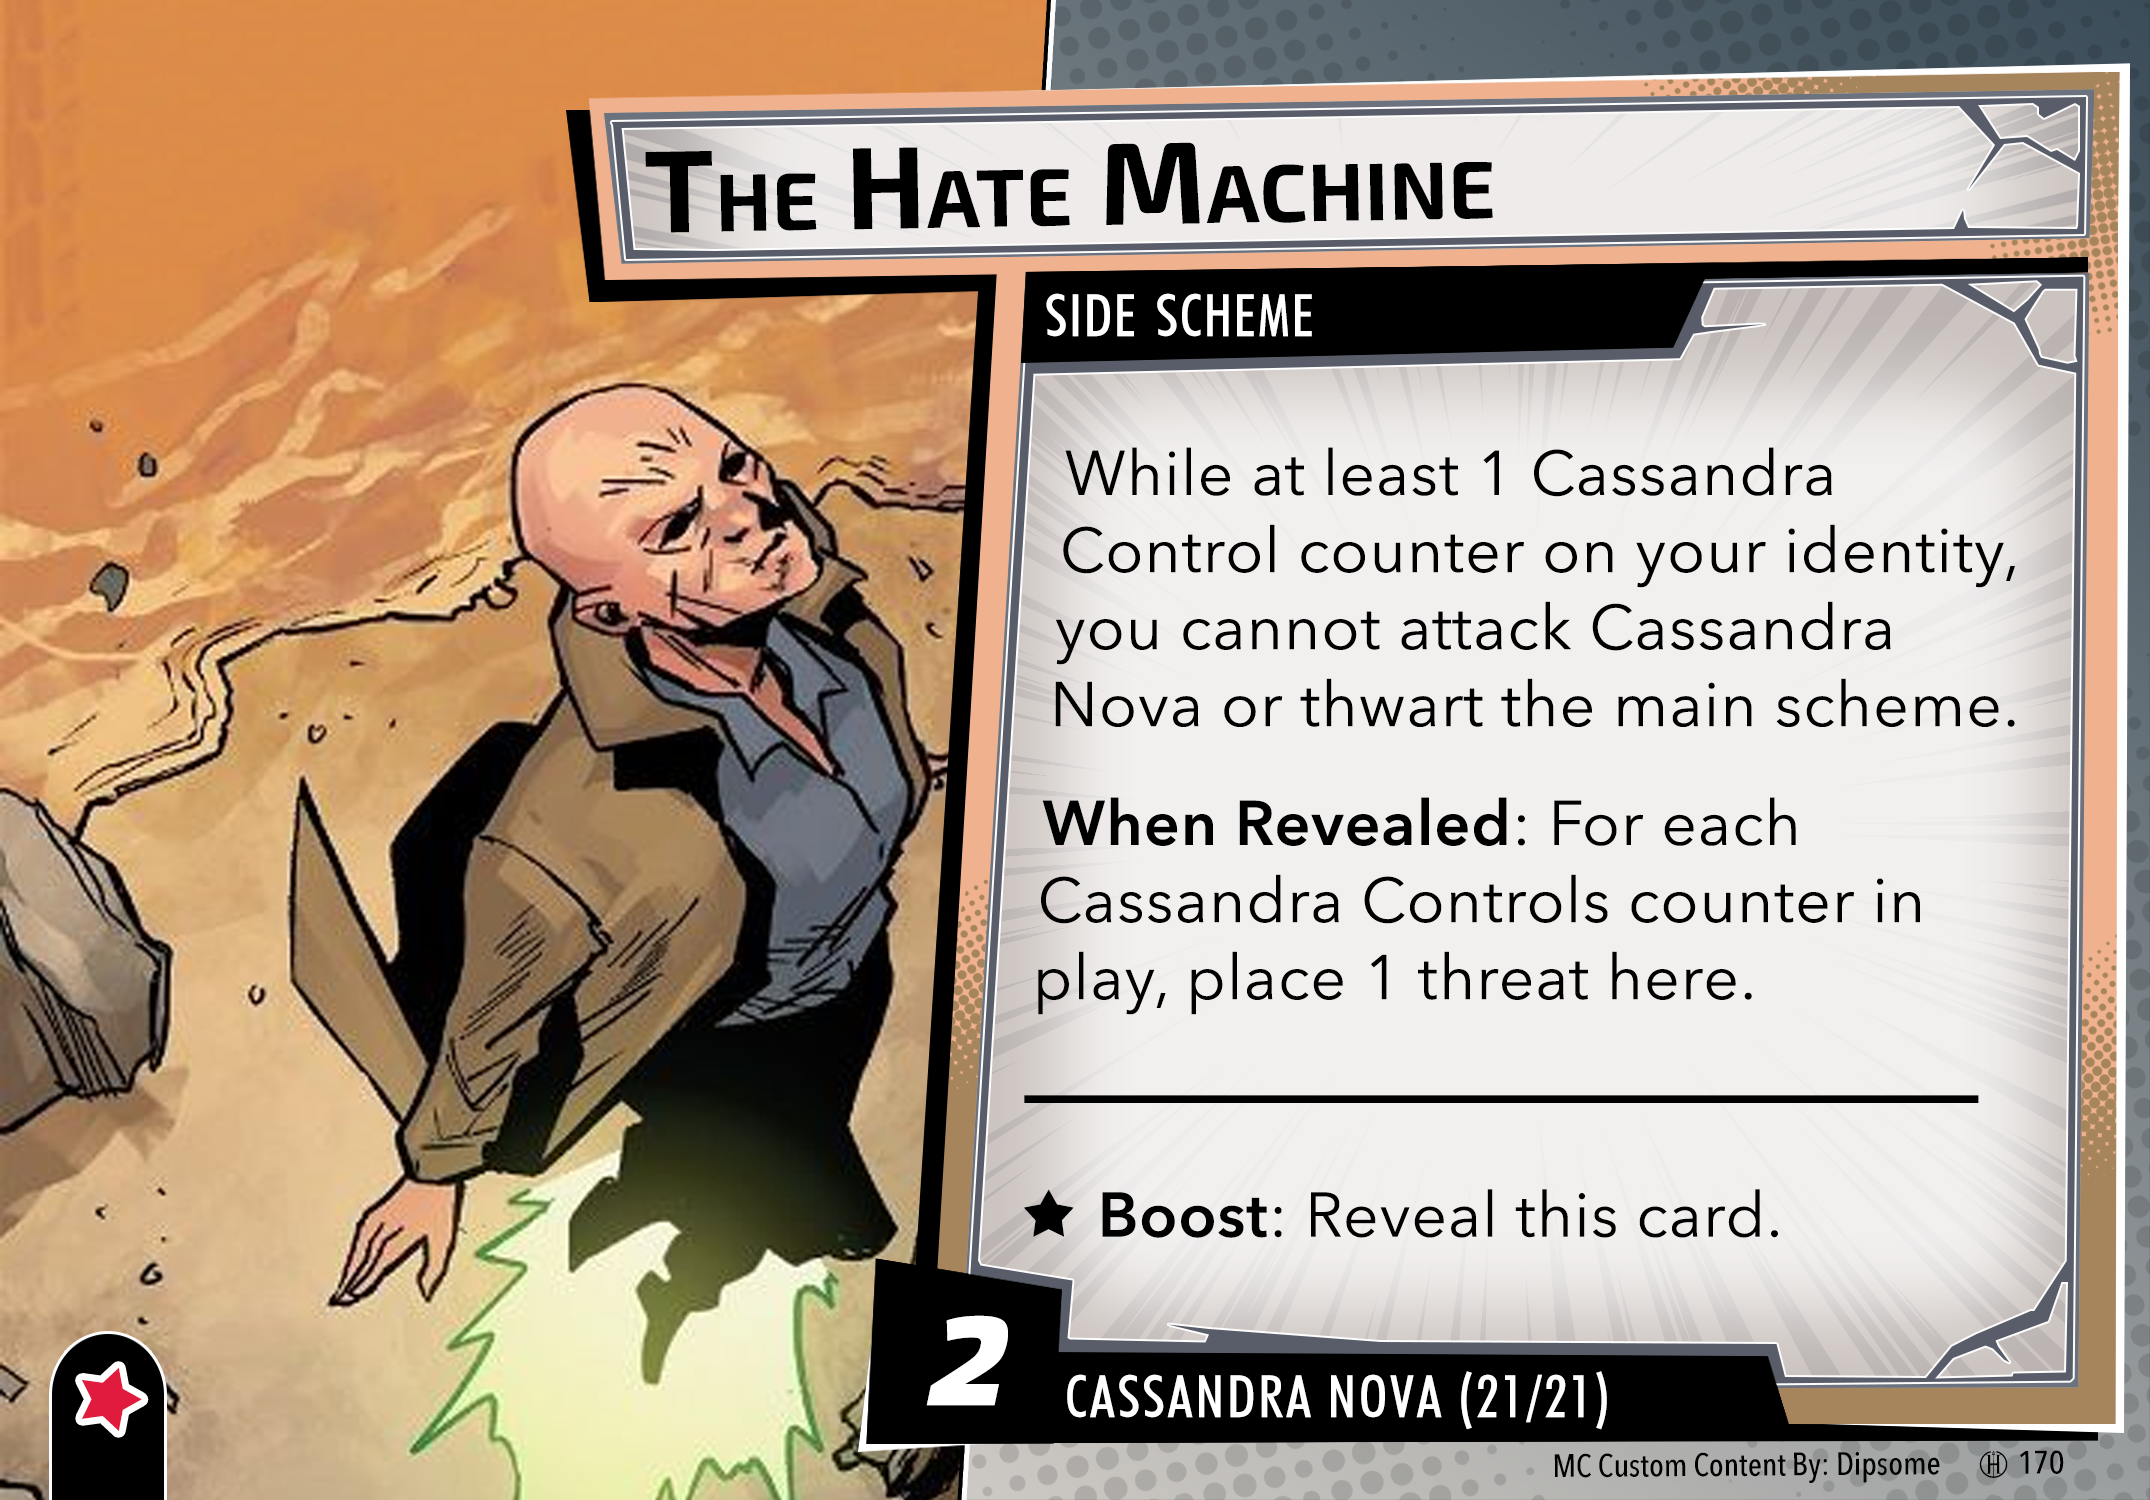 The Hate Machine
SIDE SCHEME
While at least 1 Cassandra
Control counter on your identity,
you cannot attack Cassandra
Nova or thwart the main scheme.
When Revealed: For each
Cassandra Controls counter in
play, place 1 threat here.
★ Boost: Reveal this card.
2
CASSANDRA NOVA (21/21)
MC Custom Content By: Dipsome
H 170